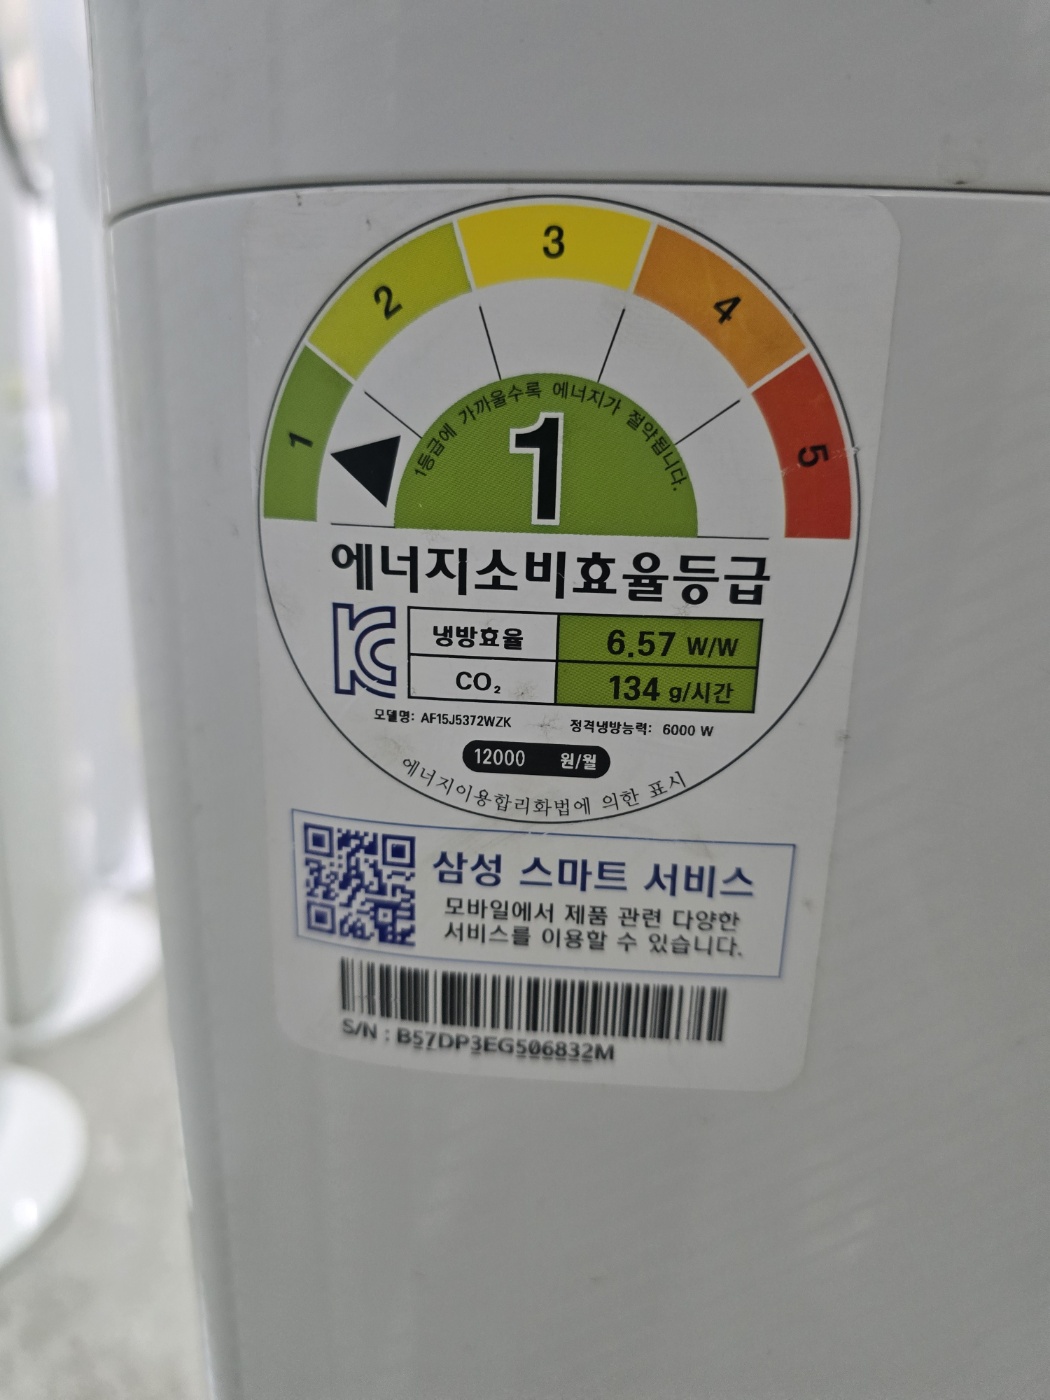 3
2
4
1
5
1등급에 가까울수록 에너지가 절약됩니다.
1
에너지소비효율등급
냉방효율 6.57 W/W
CO₂ 134 g/시간
모델명: AF15J5372WZK 정격냉방능력: 6000 W
12000 원/월
에너지이용합리화법에 의한 표시
삼성 스마트 서비스
모바일에서 제품 관련 다양한
서비스를 이용할 수 있습니다.
S/N : B57DP3EG506832M